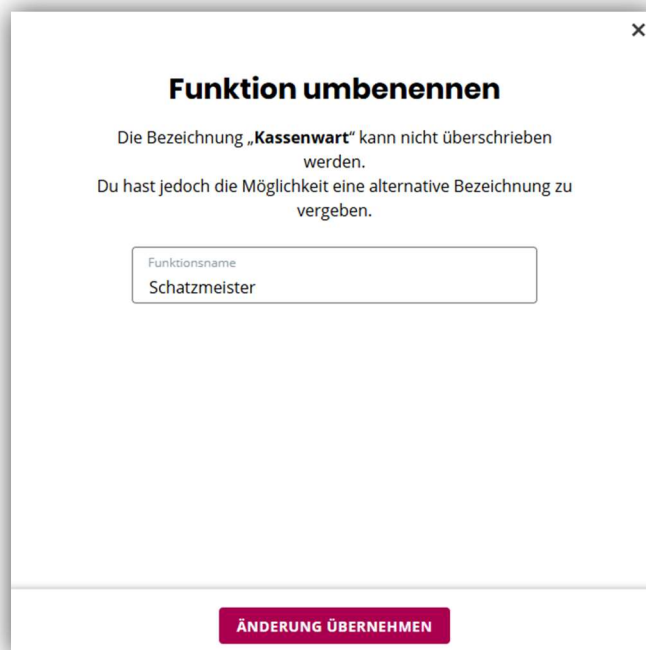 Funktion umbenennen
Die Bezeichnung „Kassenwart“ kann nicht überschrieben
werden.
Du hast jedoch die Möglichkeit eine alternative Bezeichnung zu
vergeben.
Funktionsname
Schatzmeister
ÄNDERUNG ÜBERNEHMEN